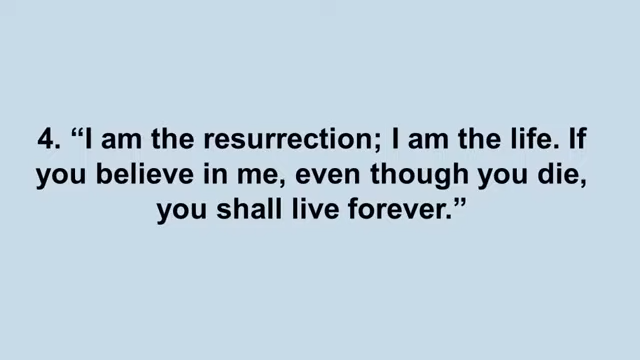 4. “I am the resurrection; I am the life. If
you believe in me, even though you die,
you shall live forever.”